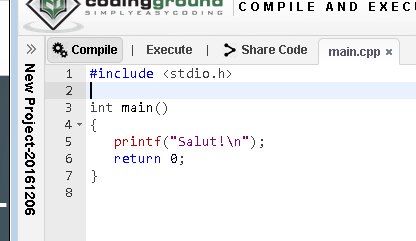 codingground
SIMPLYEASYCODING
COMPILE AND EXECU
Compile | Execute | > Share Code main.cpp ×
New Project-20161206
1 #include <stdio.h>
2
3 int main()
4 {
5 printf("Salut!\n");
6 return 0;
7 }
8